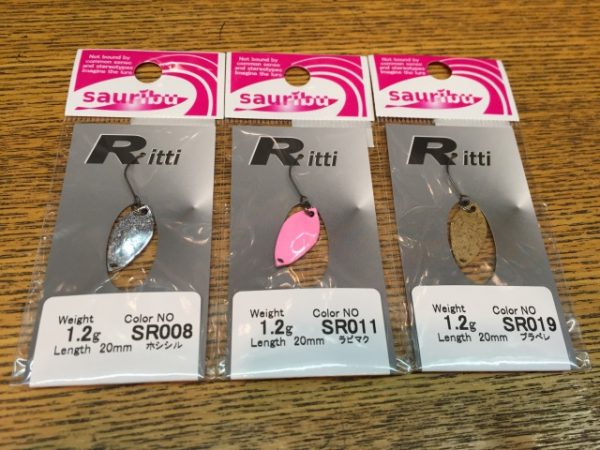 Not bound by
common sense
and stereotypes
Imagine the lure
sauribu
Ritti
Weight Color NO
1.2g SR008
Length 20mm ホシシル
Not bound by
common sense
and stereotypes
Imagine the lure
sauribu
Ritti
Weight Color NO
1.2g SR011
Length 20mm ラビマク
Not bound by
common sense
and stereotypes
Imagine the lure
sauribu
Ritti
Weight Color NO
1.2g SR019
Length 20mm ブラベレ